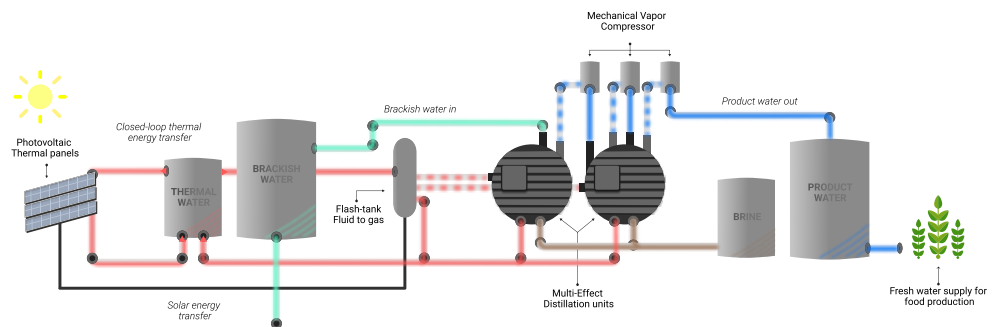 Mechanical Vapor
Compressor
Brackish water in
Product water out
Closed-loop thermal
energy transfer
Photovoltaic
Thermal panels
BRACKISH
WATER
THERMAL
WATER
PRODUCT
WATER
Flash-tank
Fluid to gas
BRINE
Multi-Effect
Distillation units
Fresh water supply for
food production
Solar energy
transfer